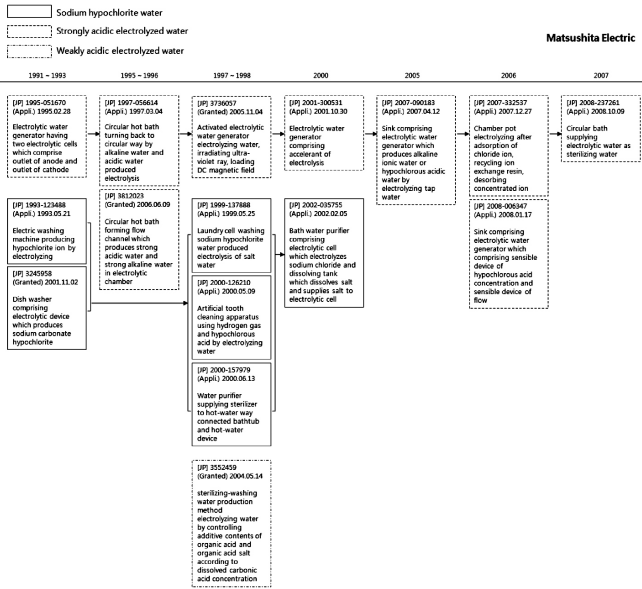 Sodium hypochlorite water
Strongly acidic electrolyzed water
Weakly acidic electrolyzed water
Matsushita Electric
1991 ~ 1993
1995 ~ 1996
1997 ~ 1998
2000
2005
2006
2007
[JP] 1995-051670
(Appli.) 1995.02.28
Electrolytic water
generator having
two electrolytic cells
which comprise
outlet of anode and
outlet of cathode
[JP] 1993-123488
(Appli.) 1993.05.21
Electric washing
machine producing
hypochlorite ion by
electrolyzing
[JP] 3245958
(Granted) 2001.11.02
Dish washer
comprising
electrolytic device
which produces
sodium carbonate
hypochlorite
[JP] 1997-056614
(Appli.) 1997.03.04
Circular hot bath
turning back to
circular way by
alkaline water and
acidic water
produced
electrolysis
[JP] 3812023
(Granted) 2006.06.09
Circular hot bath
forming flow
channel which
produces strong
acidic water and
strong alkaline water
in electrolytic
chamber
[JP] 3736057
(Granted) 2005.11.04
Activated electrolytic
water generator
electrolyzing water,
irradiating ultra-
violet ray, loading
DC magnetic field
[JP] 1999-137888
(Appli.) 1999.05.25
Laundry cell washing
sodium hypochlorite
water produced
electrolysis of salt
water
[JP] 2000-126210
(Appli.) 2000.05.09
Artificial tooth
cleaning apparatus
using hydrogen gas
and hypochlorous
acid by electrolyzing
water
[JP] 2000-157979
(Appli.) 2000.06.13
Water purifier
supplying sterilizer
to hot-water way
connected bathtub
and hot-water
device
[JP] 3552459
(Granted) 2004.05.14
sterilizing-washing
water production
method
electrolyzing water
by controlling
additive contents of
organic acid and
organic acid salt
according to
dissolved carbonic
acid concentration
[JP] 2001-300531
(Appli.) 2001.10.30
Electrolytic water
generator
comprising
accelerant of
electrolysis
[JP] 2002-035755
(Appli.) 2002.02.05
Bath water purifier
comprising
electrolytic cell
which electrolyzes
sodium chloride and
dissolving tank
which dissolves salt
and supplies salt to
electrolytic cell
[JP] 2007-090183
(Appli.) 2007.04.12
Sink comprising
electrolytic water
generator which
produces alkaline
ionic water or
hypochlorous acidic
water by
electrolyzing tap
water
[JP] 2007-332537
(Appli.) 2007.12.27
Chamber pot
electrolyzing after
adsorption of
chloride ion,
recycling ion
exchange resin,
desorbing
concentrated ion
[JP] 2008-006347
(Appli.) 2008.01.17
Sink comprising
electrolytic water
generator which
comprising sensible
device of
hypochlorous acid
concentration and
sensible device of
flow
[JP] 2008-237261
(Appli.) 2008.10.09
Circular bath
supplying
electrolytic water as
sterilizing water